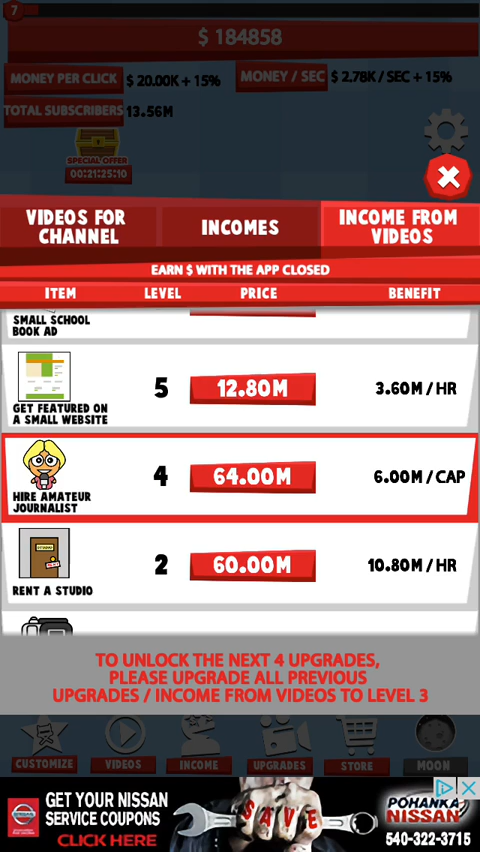 7
$ 184858
MONEY PER CLICK $ 20.00K + 15% MONEY / SEC $ 2.78K / SEC + 15%
TOTAL SUBSCRIBERS 13.56M
SPECIAL OFFER
00:21:25:10
VIDEOS FOR CHANNEL
INCOMES
INCOME FROM VIDEOS
EARN $ WITH THE APP CLOSED
ITEM LEVEL PRICE BENEFIT
SMALL SCHOOL
BOOK AD
5 12.80M 3.60M / HR
GET FEATURED ON
A SMALL WEBSITE
4 64.00M 6.00M / CAP
HIRE AMATEUR
JOURNALIST
2 60.00M 10.80M / HR
RENT A STUDIO
TO UNLOCK THE NEXT 4 UPGRADES,
PLEASE UPGRADE ALL PREVIOUS
UPGRADES / INCOME FROM VIDEOS TO LEVEL 3
CUSTOMIZE VIDEOS INCOME UPGRADES STORE MOON
GET YOUR NISSAN
SERVICE COUPONS
CLICK HERE
SAVE
POHANKA
NISSAN
540-322-3715